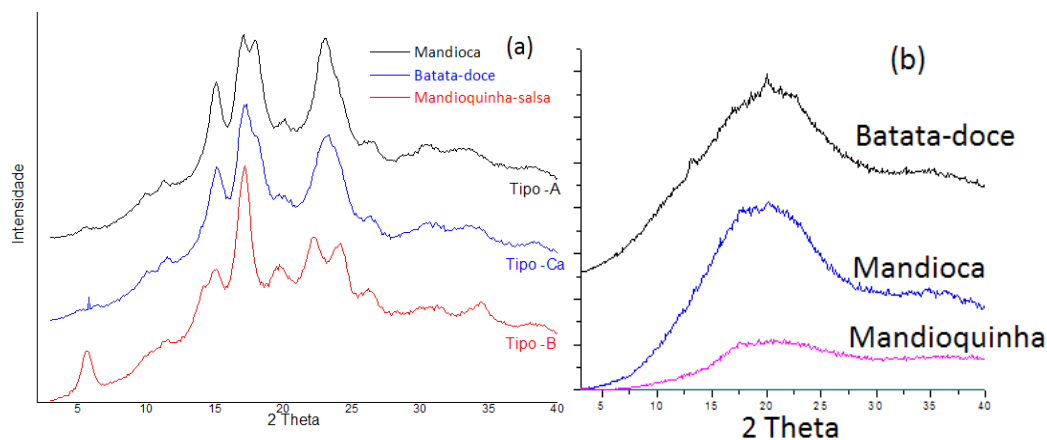 (a)
Mandioca
Batata-doce
Mandioquinha-salsa
Tipo -A
Tipo -Ca
Tipo -B
Intensidade
5 10 15 20 25 30 35 40
2 Theta
(b)
Batata-doce
Mandioca
Mandioquinha
5 10 15 20 25 30 35 40
2 Theta